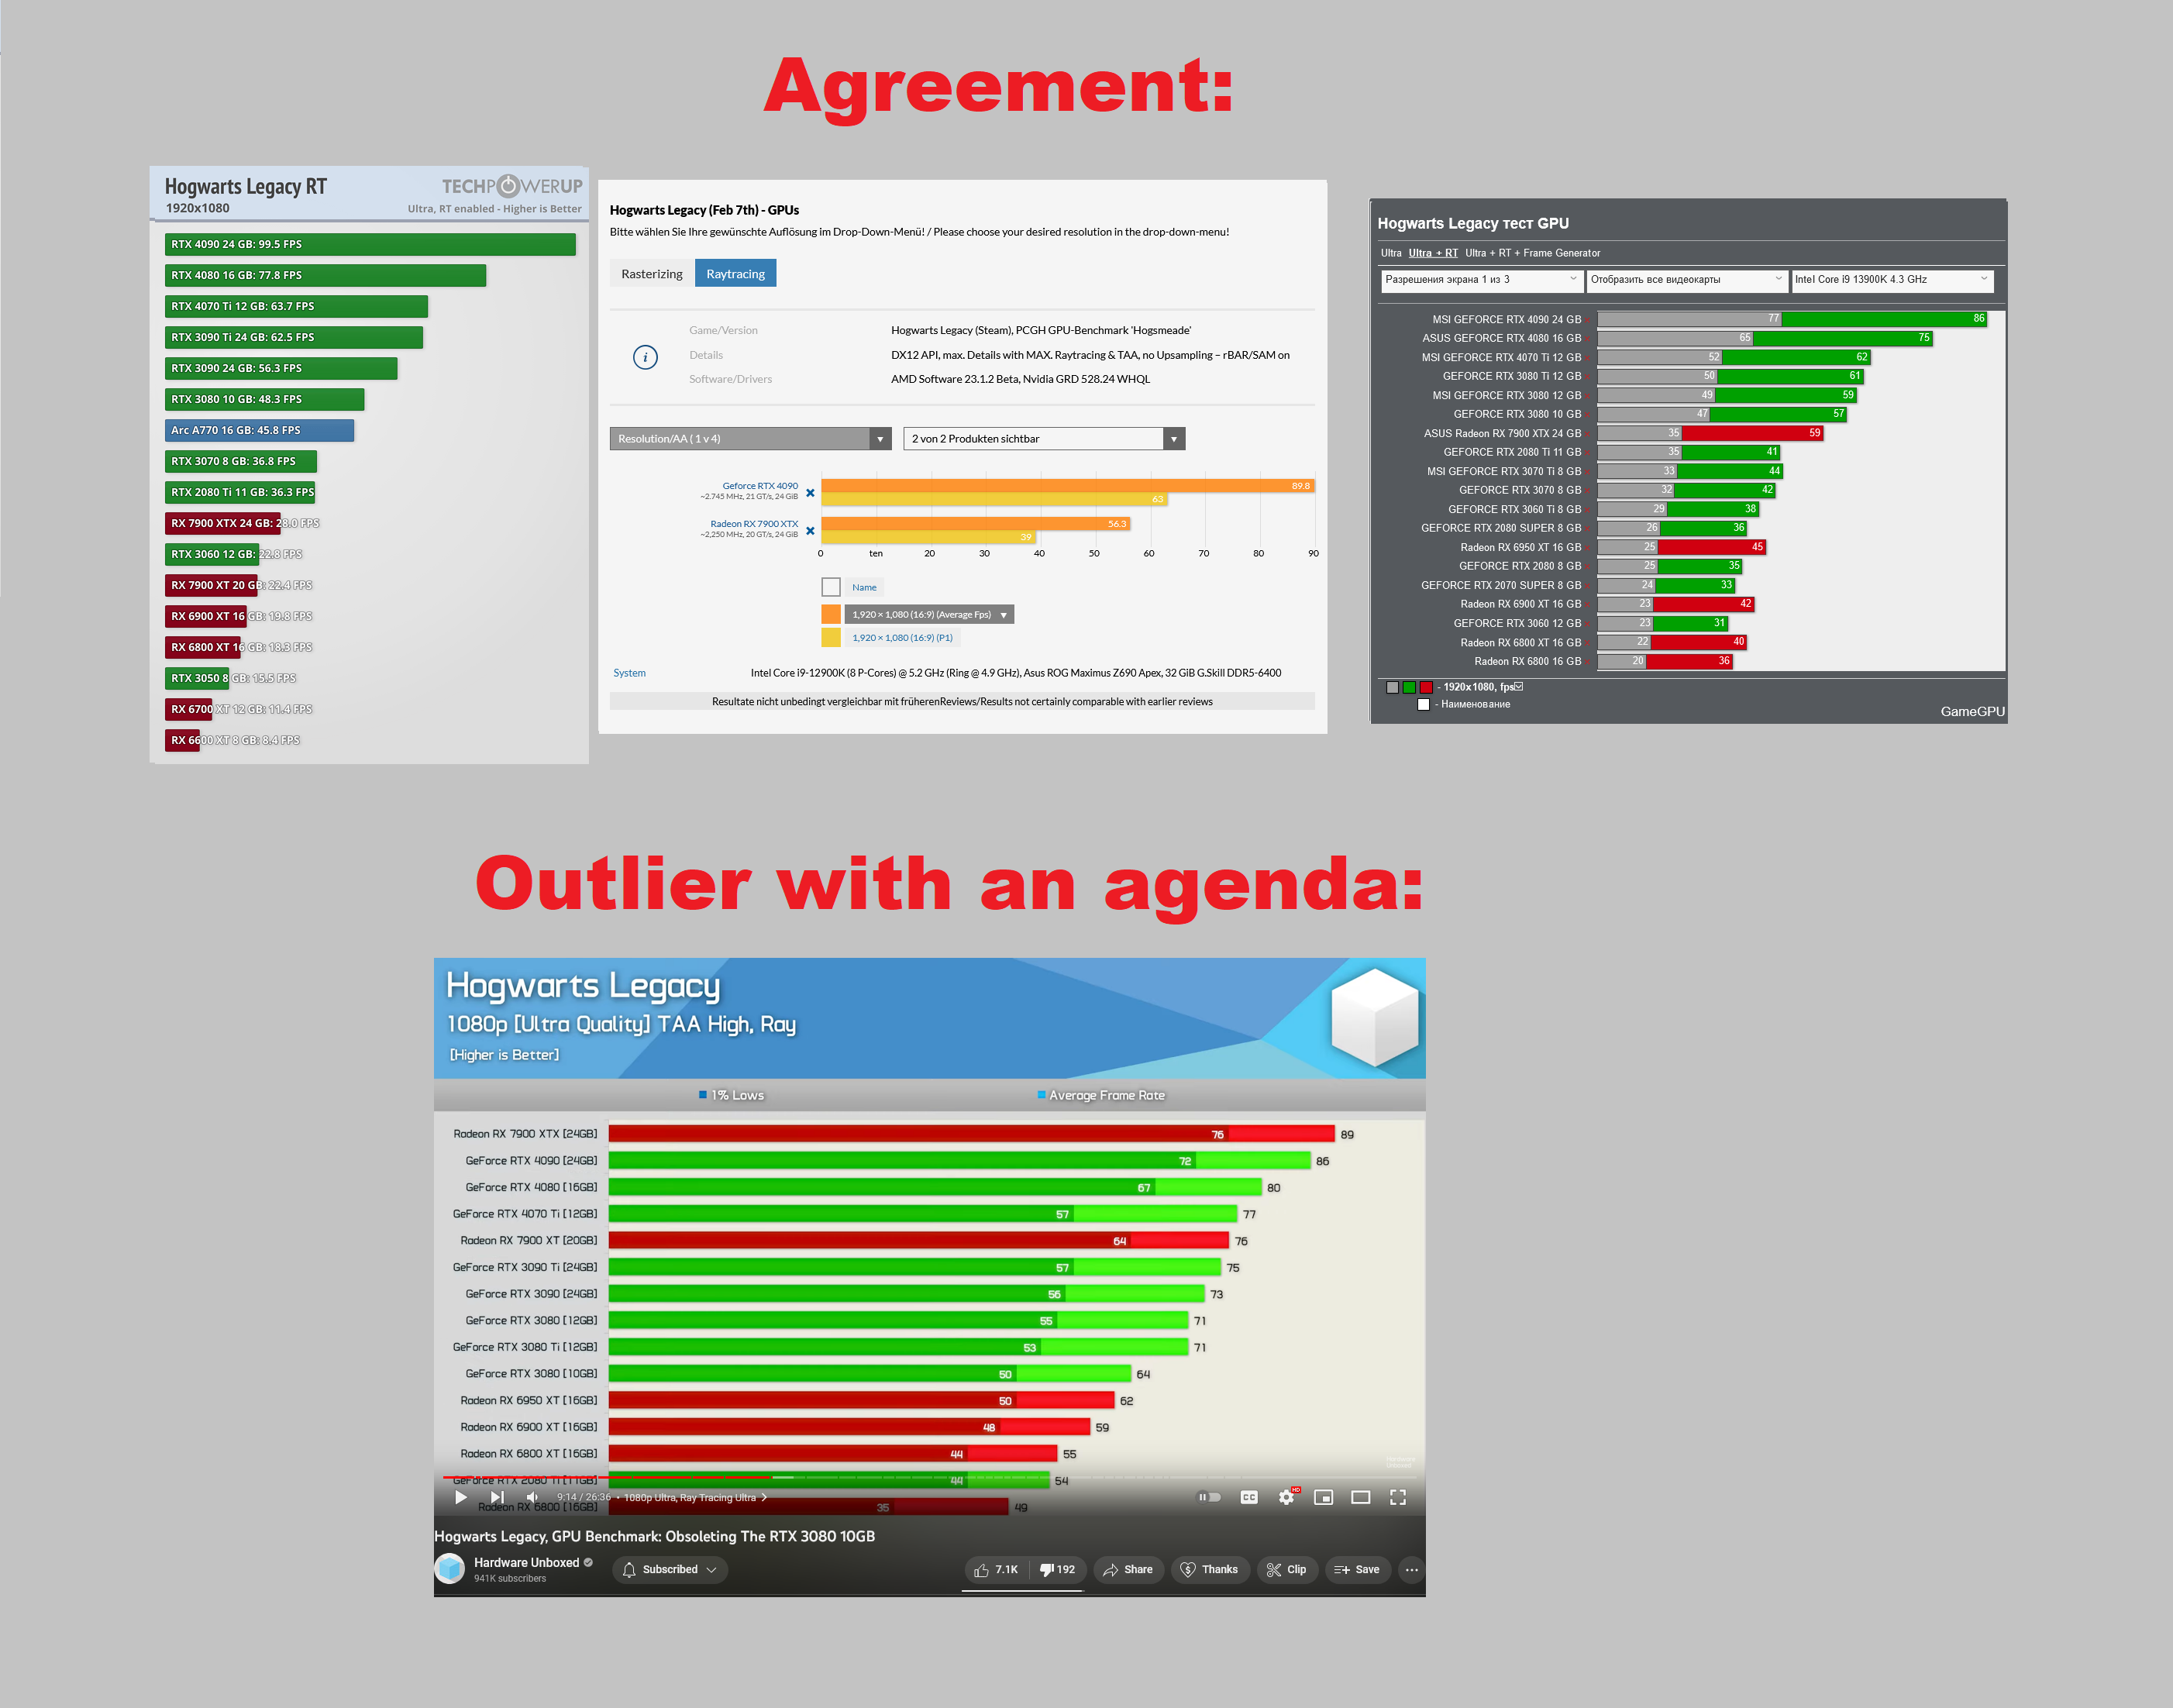 Agreement:
Hogwarts Legacy RT
TECHPOWERUP
1920x1080
Ultra, RT enabled - Higher is Better
RTX 4090 24 GB: 99.5 FPS
RTX 4080 16 GB: 77.8 FPS
RTX 4070 Ti 12 GB: 63.7 FPS
RTX 3090 Ti 24 GB: 62.5 FPS
RTX 3090 24 GB: 56.3 FPS
RTX 3080 10 GB: 48.3 FPS
Arc A770 16 GB: 45.8 FPS
RTX 3070 8 GB: 36.8 FPS
RTX 2080 Ti 11 GB: 36.3 FPS
RX 7900 XTX 24 GB: 28.0 FPS
RTX 3060 12 GB: 22.8 FPS
RX 7900 XT 20 GB: 22.4 FPS
RX 6900 XT 16 GB: 19.8 FPS
RX 6800 XT 16 GB: 18.3 FPS
RTX 3050 8 GB: 15.5 FPS
RX 6700 XT 12 GB: 11.4 FPS
RX 6600 XT 8 GB: 8.4 FPS
Hogwarts Legacy (Feb 7th) - GPUs
Bitte wählen Sie Ihre gewünschte Auflösung im Drop-Down-Menü! / Please choose your desired resolution in the drop-down-menu!
Rasterizing Raytracing
Game/Version Hogwarts Legacy (Steam), PCGH GPU-Benchmark 'Hogsmeade'
Details DX12 API, max. Details with MAX. Raytracing & TAA, no Upsampling – rBAR/SAM on
Software/Drivers AMD Software 23.1.2 Beta, Nvidia GRD 528.24 WHQL
Resolution/AA ( 1 v 4) 2 von 2 Produkten sichtbar
Geforce RTX 4090 89.8
~2.745 MHz, 21 GT/s, 24 GiB 63
Radeon RX 7900 XTX 56.3
~2,250 MHz, 20 GT/s, 24 GiB 39
0 ten 20 30 40 50 60 70 80 90
Name
1,920 × 1,080 (16:9) (Average Fps)
1,920 × 1,080 (16:9) (P1)
System Intel Core i9-12900K (8 P-Cores) @ 5.2 GHz (Ring @ 4.9 GHz), Asus ROG Maximus Z690 Apex, 32 GiB G.Skill DDR5-6400
Resultate nicht unbedingt vergleichbar mit früherenReviews/Results not certainly comparable with earlier reviews
Hogwarts Legacy тест GPU
Ultra Ultra + RT Ultra + RT + Frame Generator
Разрешения экрана 1 из 3 Отобразить все видеокарты Intel Core i9 13900K 4.3 GHz
MSI GEFORCE RTX 4090 24 GB 77 86
ASUS GEFORCE RTX 4080 16 GB 65 75
MSI GEFORCE RTX 4070 Ti 12 GB 52 62
GEFORCE RTX 3080 Ti 12 GB 50 61
MSI GEFORCE RTX 3080 12 GB 49 59
GEFORCE RTX 3080 10 GB 47 57
ASUS Radeon RX 7900 XTX 24 GB 35 59
GEFORCE RTX 2080 Ti 11 GB 35 41
MSI GEFORCE RTX 3070 Ti 8 GB 33 44
GEFORCE RTX 3070 8 GB 32 42
GEFORCE RTX 3060 Ti 8 GB 29 38
GEFORCE RTX 2080 SUPER 8 GB 26 36
Radeon RX 6950 XT 16 GB 25 45
GEFORCE RTX 2080 8 GB 25 35
GEFORCE RTX 2070 SUPER 8 GB 24 33
Radeon RX 6900 XT 16 GB 23 42
GEFORCE RTX 3060 12 GB 23 31
Radeon RX 6800 XT 16 GB 22 40
Radeon RX 6800 16 GB 20 36
- 1920x1080, fps
- Наименование
GameGPU
Outlier with an agenda:
Hogwarts Legacy
1080p [Ultra Quality] TAA High, Ray
[Higher is Better]
1% Lows Average Frame Rate
Radeon RX 7900 XTX [24GB] 76 89
GeForce RTX 4090 [24GB] 72 86
GeForce RTX 4080 [16GB] 67 80
GeForce RTX 4070 Ti [12GB] 57 77
Radeon RX 7900 XT [20GB] 64 76
GeForce RTX 3090 Ti [24GB] 57 75
GeForce RTX 3090 [24GB] 56 73
GeForce RTX 3080 [12GB] 55 71
GeForce RTX 3080 Ti [12GB] 53 71
GeForce RTX 3080 [10GB] 50 64
Radeon RX 6950 XT [16GB] 50 62
Radeon RX 6900 XT [16GB] 48 59
Radeon RX 6800 XT [16GB] 44 55
GeForce RTX 2080 Ti [11GB] 44 54
Radeon RX 6800 [16GB] 35 49
Hardware Unboxed
9:14 / 26:36 • 1080p Ultra, Ray Tracing Ultra
CC HD
Hogwarts Legacy, GPU Benchmark: Obsoleting The RTX 3080 10GB
Hardware Unboxed
941K subscribers
Subscribed
7.1K 192 Share Thanks Clip Save